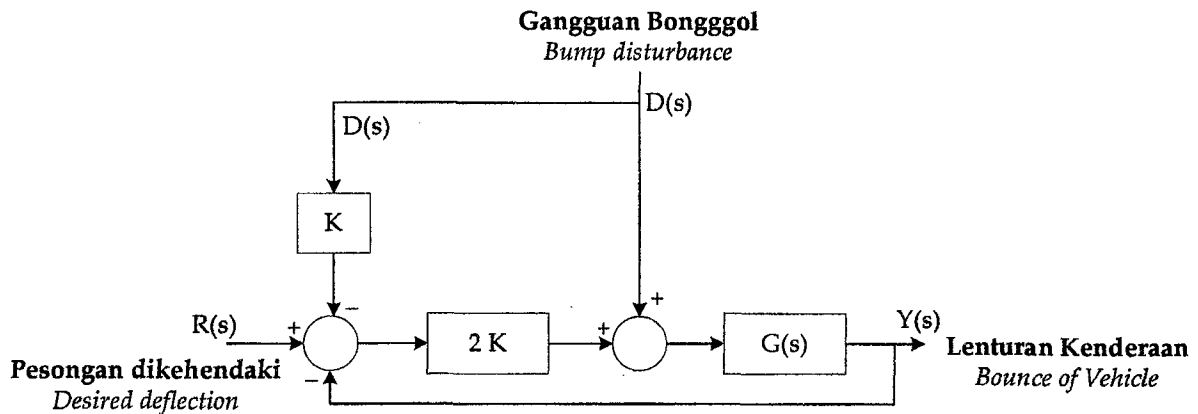 Gangguan Bongggol
Bump disturbance
D(s)
D(s)
K
−
+
R(s)
+
2 K
+
G(s)
Y(s)
−
Pesongan dikehendaki
Desired deflection
Lenturan Kenderaan
Bounce of Vehicle